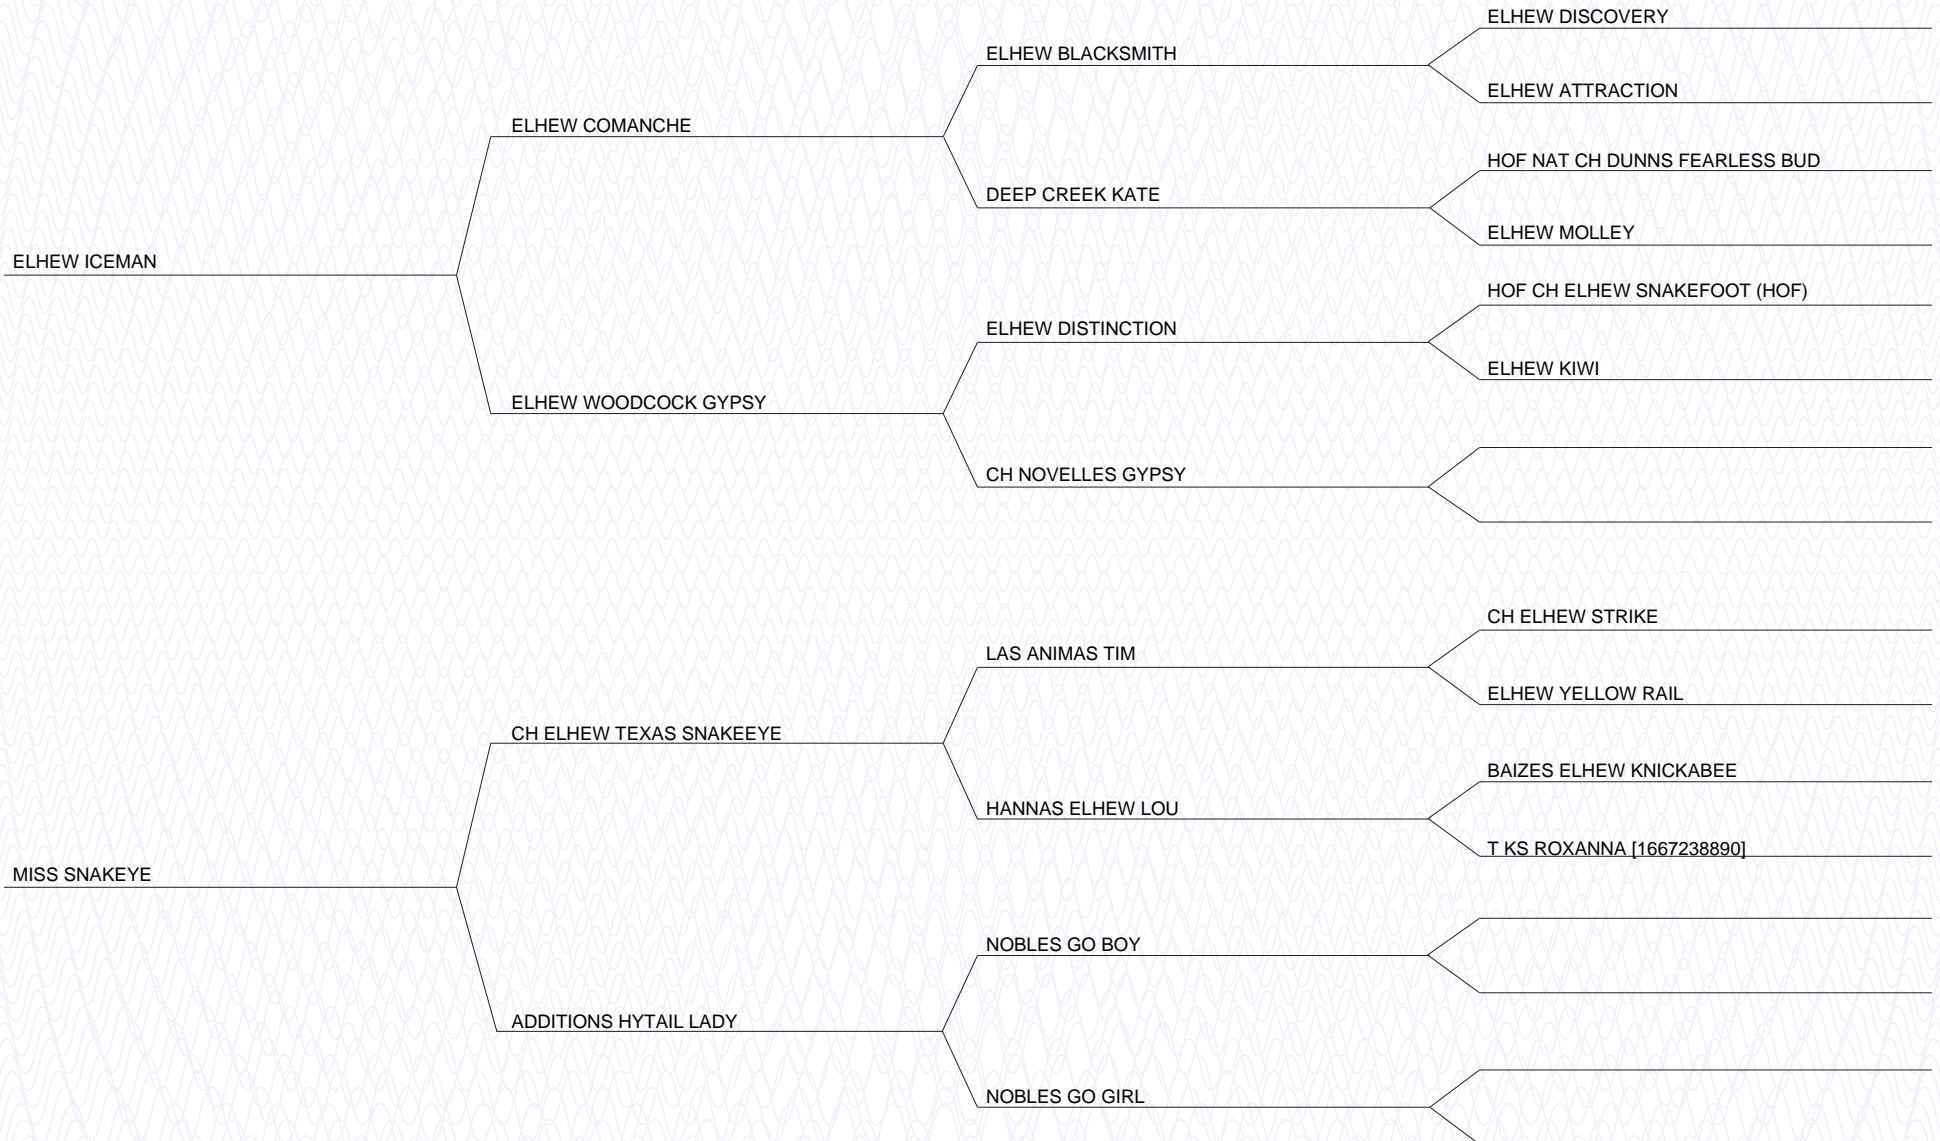 ELHEW DISCOVERY
ELHEW BLACKSMITH
ELHEW ATTRACTION
ELHEW COMANCHE
HOF NAT CH DUNNS FEARLESS BUD
DEEP CREEK KATE
ELHEW MOLLEY
ELHEW ICEMAN
HOF CH ELHEW SNAKEFOOT (HOF)
ELHEW DISTINCTION
ELHEW KIWI
ELHEW WOODCOCK GYPSY
CH NOVELLES GYPSY
CH ELHEW STRIKE
LAS ANIMAS TIM
ELHEW YELLOW RAIL
CH ELHEW TEXAS SNAKEEYE
BAIZES ELHEW KNICKABEE
HANNAS ELHEW LOU
T KS ROXANNA [1667238890]
MISS SNAKEYE
NOBLES GO BOY
ADDITIONS HYTAIL LADY
NOBLES GO GIRL